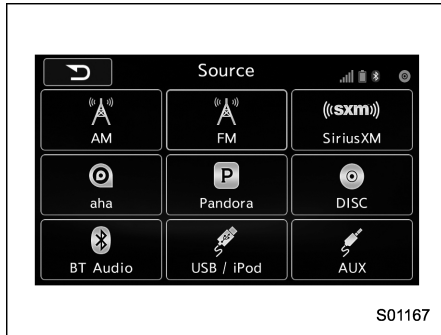 Source
AM
FM
((sxm))
SiriusXM
aha
P
Pandora
DISC
BT Audio
USB / iPod
AUX
S01167